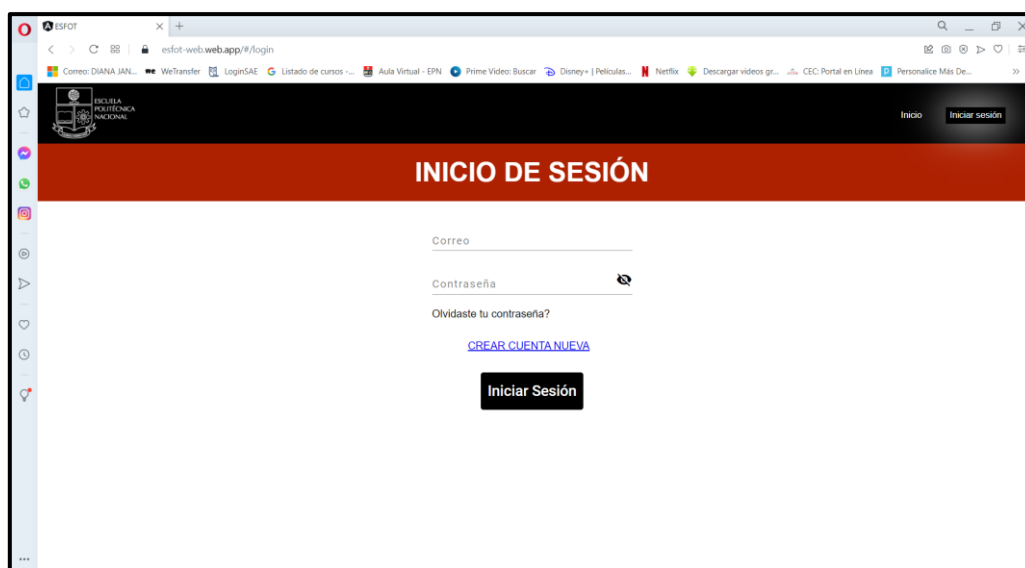 ESFOT
esfot-web.web.app/#/login
Correo: DIANA JAN... we WeTransfer LoginSAE G Listado de cursos -... Aula Virtual - EPN Prime Video: Buscar Disney+ | Películas... N Netflix Descargar videos gr... CEC: Portal en Línea P Personalice Más De...
ESCUELA
POLITÉCNICA
NACIONAL
Inicio Iniciar sesión
INICIO DE SESIÓN
Correo
Contraseña
Olvidaste tu contraseña?
CREAR CUENTA NUEVA
Iniciar Sesión